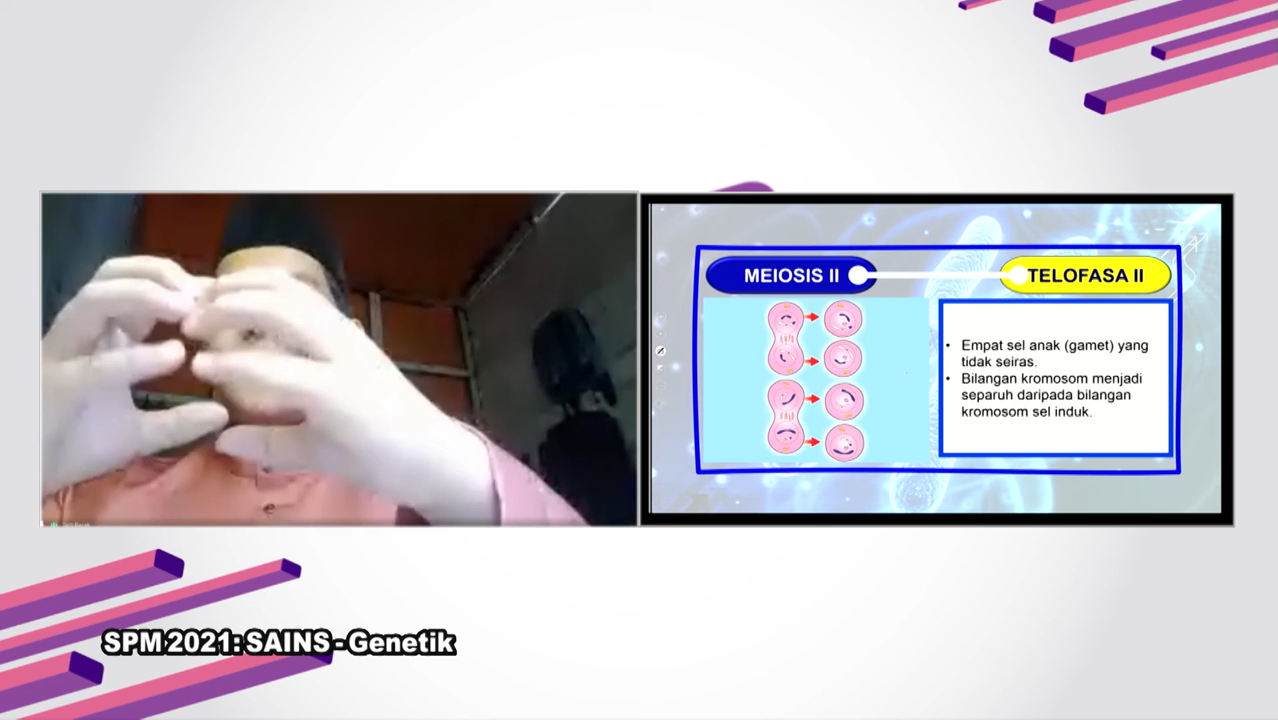 MEIOSIS II
TELOFASA II
• Empat sel anak (gamet) yang
tidak seiras.
• Bilangan kromosom menjadi
separuh daripada bilangan
kromosom sel induk.
SPM 2021: SAINS - Genetik